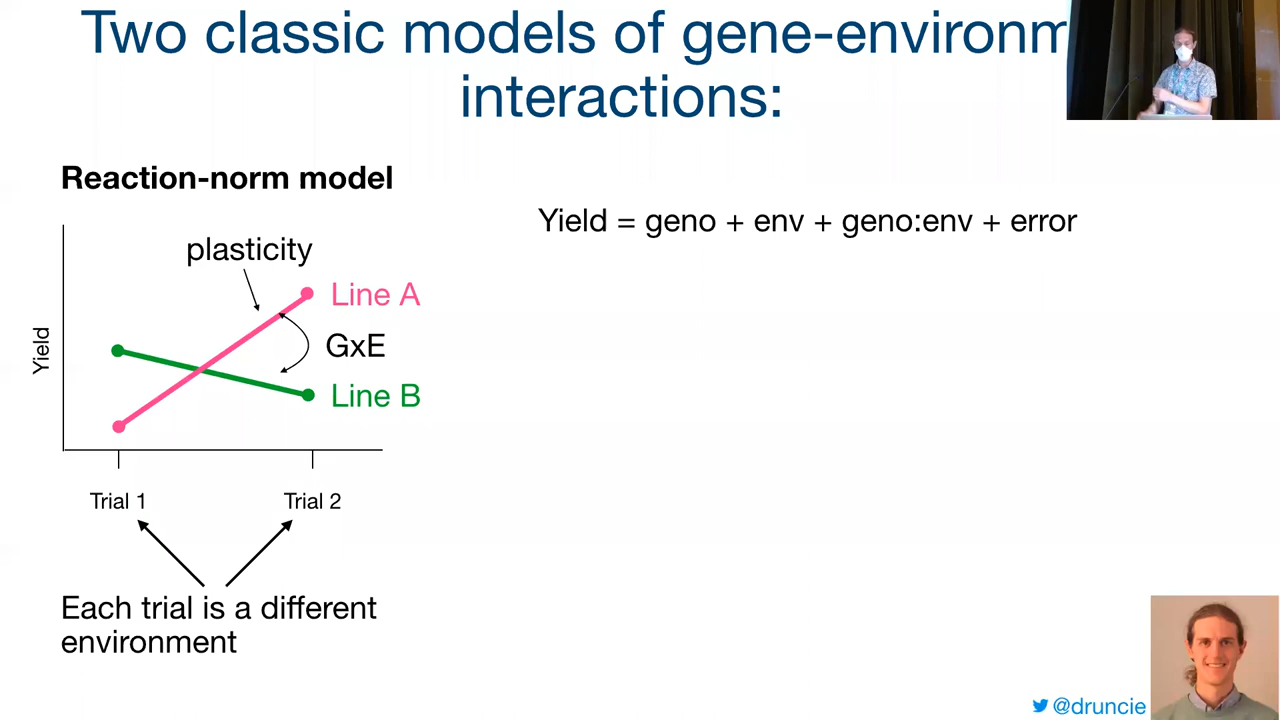 Two classic models of gene-environm
interactions:
Reaction-norm model
Yield = geno + env + geno:env + error
plasticity
Line A
GxE
Line B
Yield
Trial 1
Trial 2
Each trial is a different
environment
@druncie